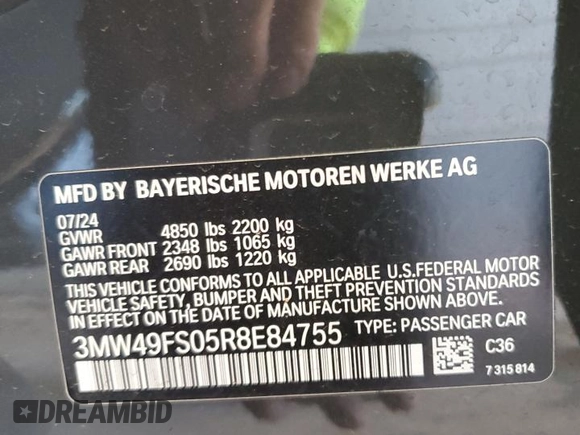 MFD BY BAYERISCHE MOTOREN WERKE AG
07/24
GVWR 4850 lbs 2200 kg
GAWR FRONT 2348 lbs 1065 kg
GAWR REAR 2690 lbs 1220 kg
THIS VEHICLE CONFORMS TO ALL APPLICABLE U.S.FEDERAL MOTOR
VEHICLE SAFETY, BUMPER AND THEFT PREVENTION STANDARDS
IN EFFECT ON THE DATE OF MANUFACTURE SHOWN ABOVE.
3MW49FS05R8E84755 TYPE: PASSENGER CAR
C36
7 315 814
DREAMBID